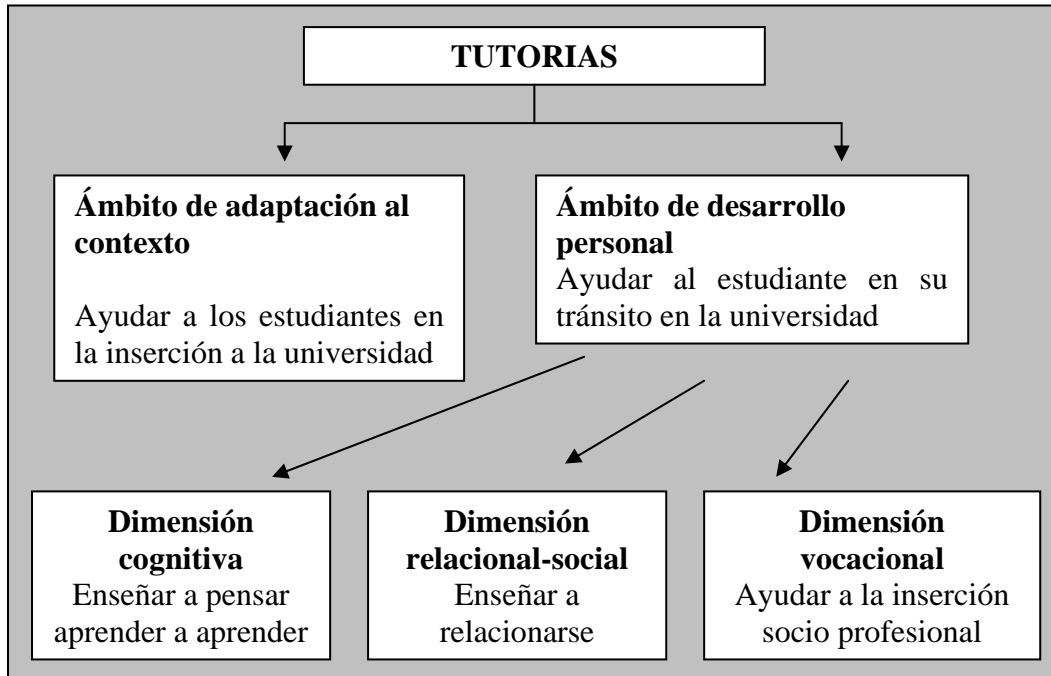 TUTORIAS
Ámbito de adaptación al
contexto
Ayudar a los estudiantes en
la inserción a la universidad
Ámbito de desarrollo
personal
Ayudar al estudiante en su
tránsito en la universidad
Dimensión
cognitiva
Enseñar a pensar
aprender a aprender
Dimensión
relacional-social
Enseñar a
relacionarse
Dimensión
vocacional
Ayudar a la inserción
socio profesional